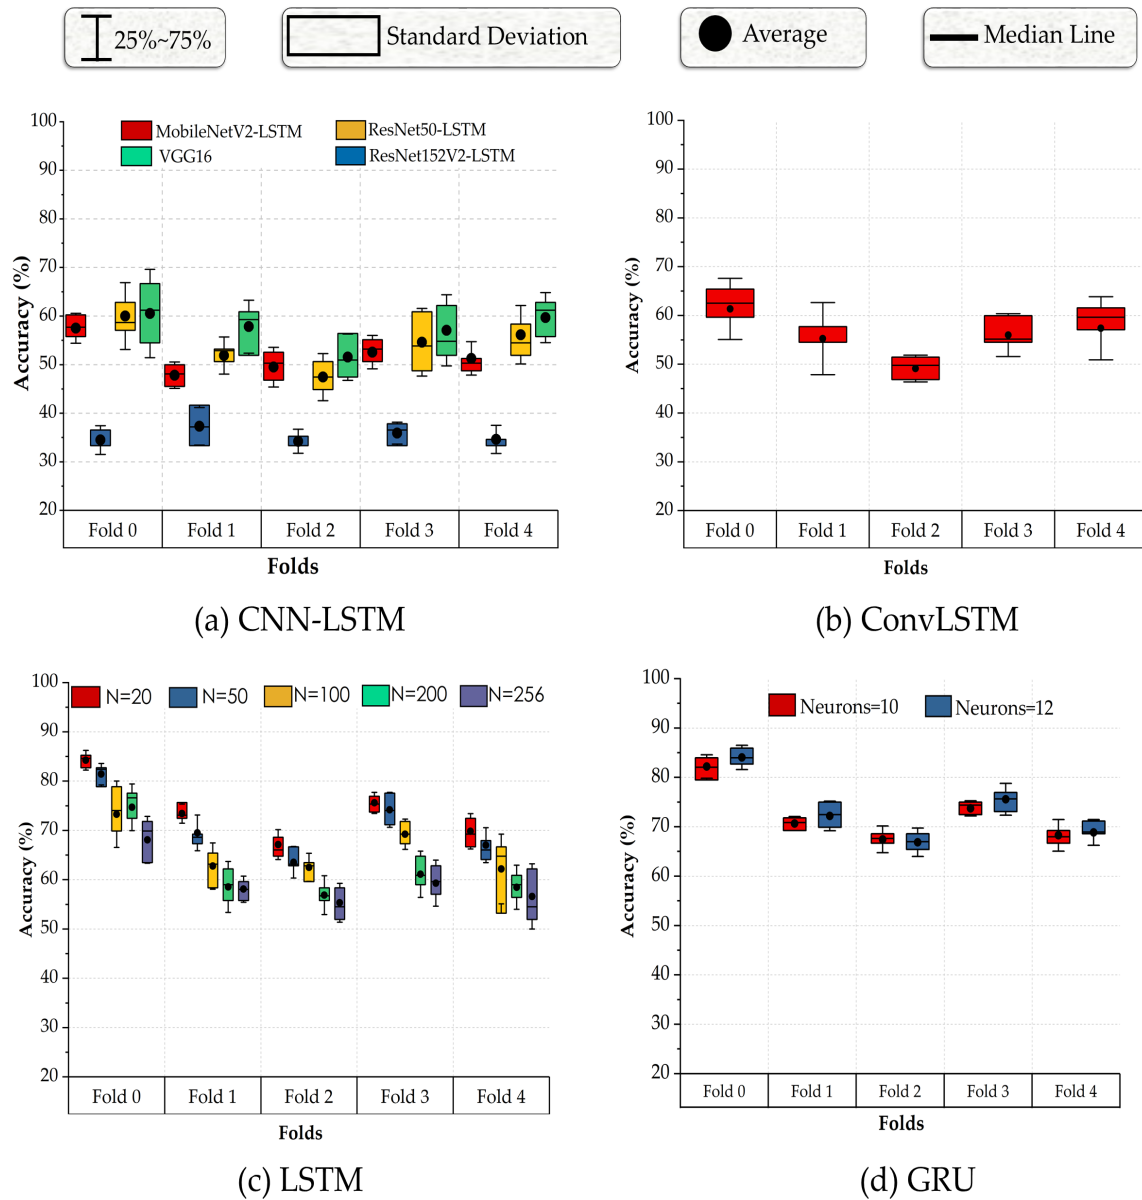 25%~75%
Standard Deviation
Average
Median Line
100
90
80
70
60
50
40
30
20
Accuracy (%)
MobileNetV2-LSTM
ResNet50-LSTM
VGG16
ResNet152V2-LSTM
Fold 0
Fold 1
Fold 2
Fold 3
Fold 4
Folds
(a) CNN-LSTM
100
90
80
70
60
50
40
30
20
Accuracy (%)
Fold 0
Fold 1
Fold 2
Fold 3
Fold 4
Folds
(b) ConvLSTM
100
90
80
70
60
50
40
30
20
Accuracy (%)
N=20
N=50
N=100
N=200
N=256
Fold 0
Fold 1
Fold 2
Fold 3
Fold 4
Folds
(c) LSTM
100
90
80
70
60
50
40
30
20
Accuracy (%)
Neurons=10
Neurons=12
Fold 0
Fold 1
Fold 2
Fold 3
Fold 4
Folds
(d) GRU